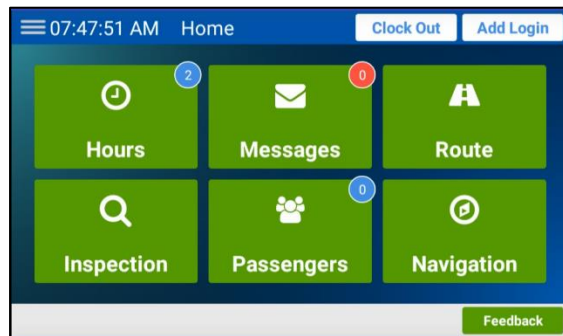 07:47:51 AM Home Clock Out Add Login
2 0
Hours Messages Route
0
Inspection Passengers Navigation
Feedback